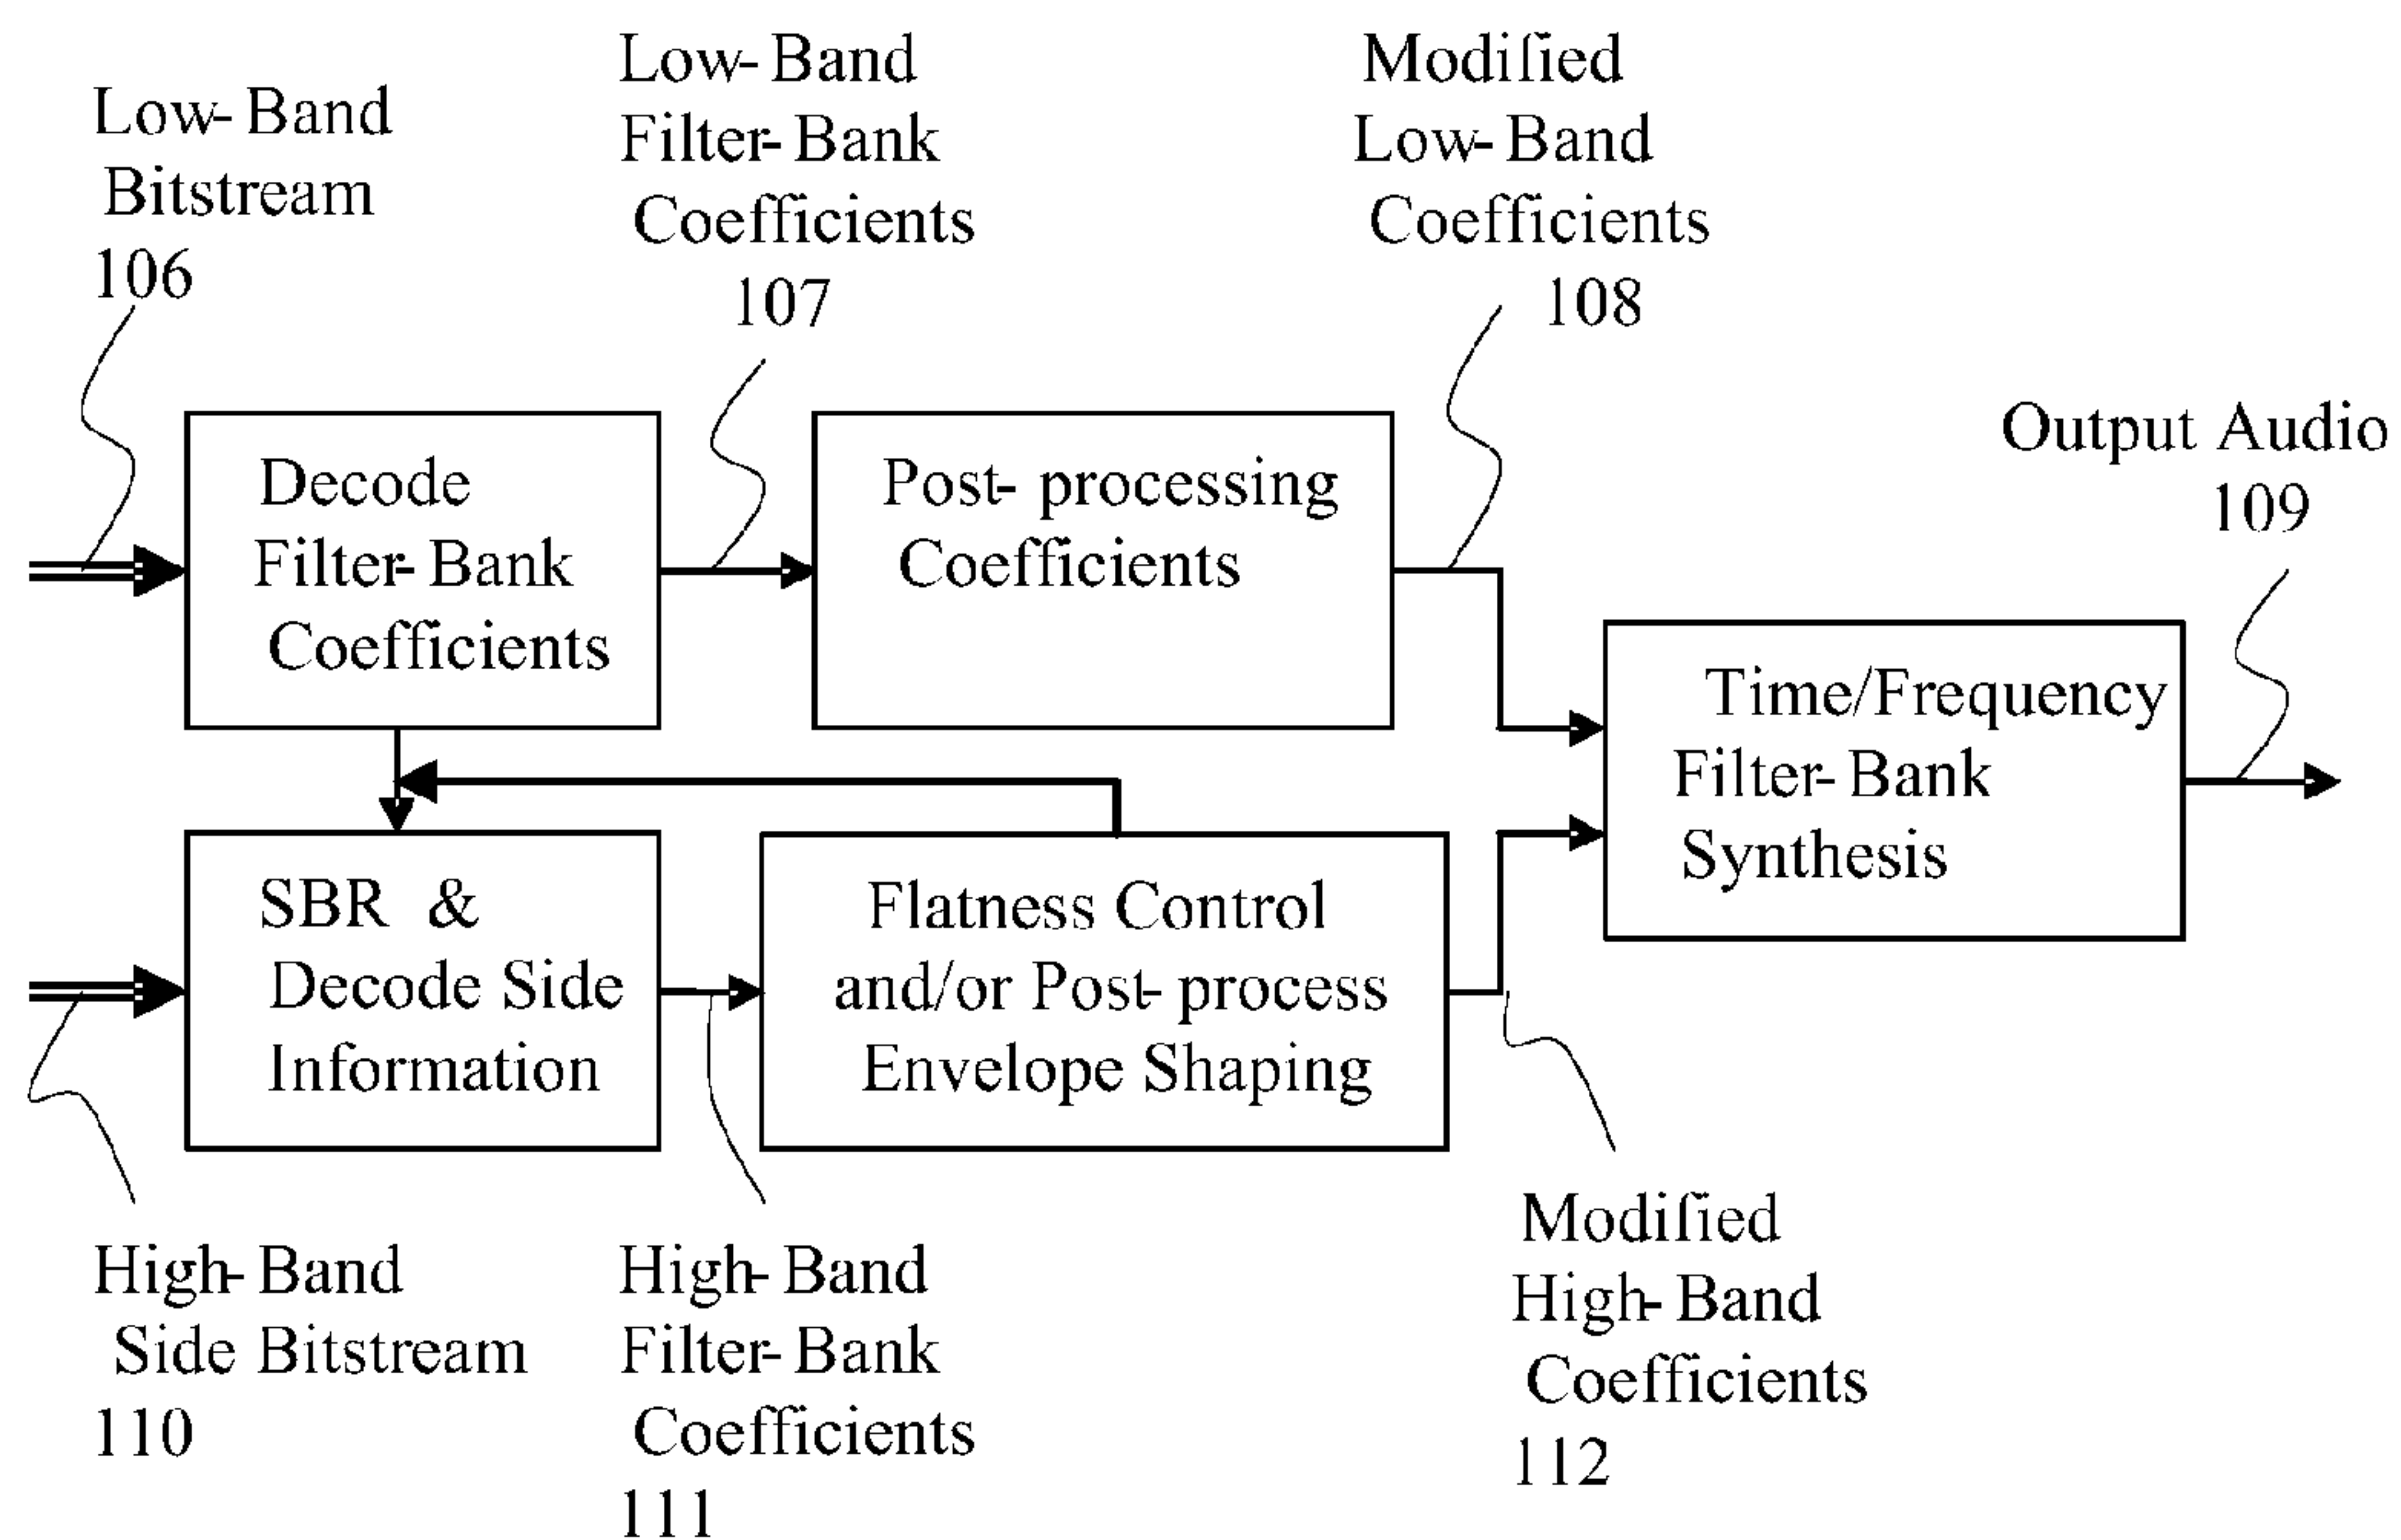 Low-Band
Bitstream
106
Low-Band
Filter-Bank
Coefficients
107
Modified
Low-Band
Coefficients
108
Output Audio
109
Decode
Filter-Bank
Coefficients
Post-processing
Coefficients
Time/Frequency
Filter-Bank
Synthesis
SBR &
Decode Side
Information
Flatness Control
and/or Post-process
Envelope Shaping
High-Band
Side Bitstream
110
High-Band
Filter-Bank
Coefficients
111
Modified
High-Band
Coefficients
112